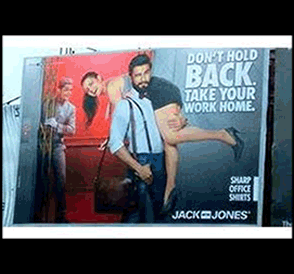 DON'T HOLD
BACK.
TAKE YOUR
WORK HOME.
SHARP
OFFICE
SHIRTS
JACK & JONES